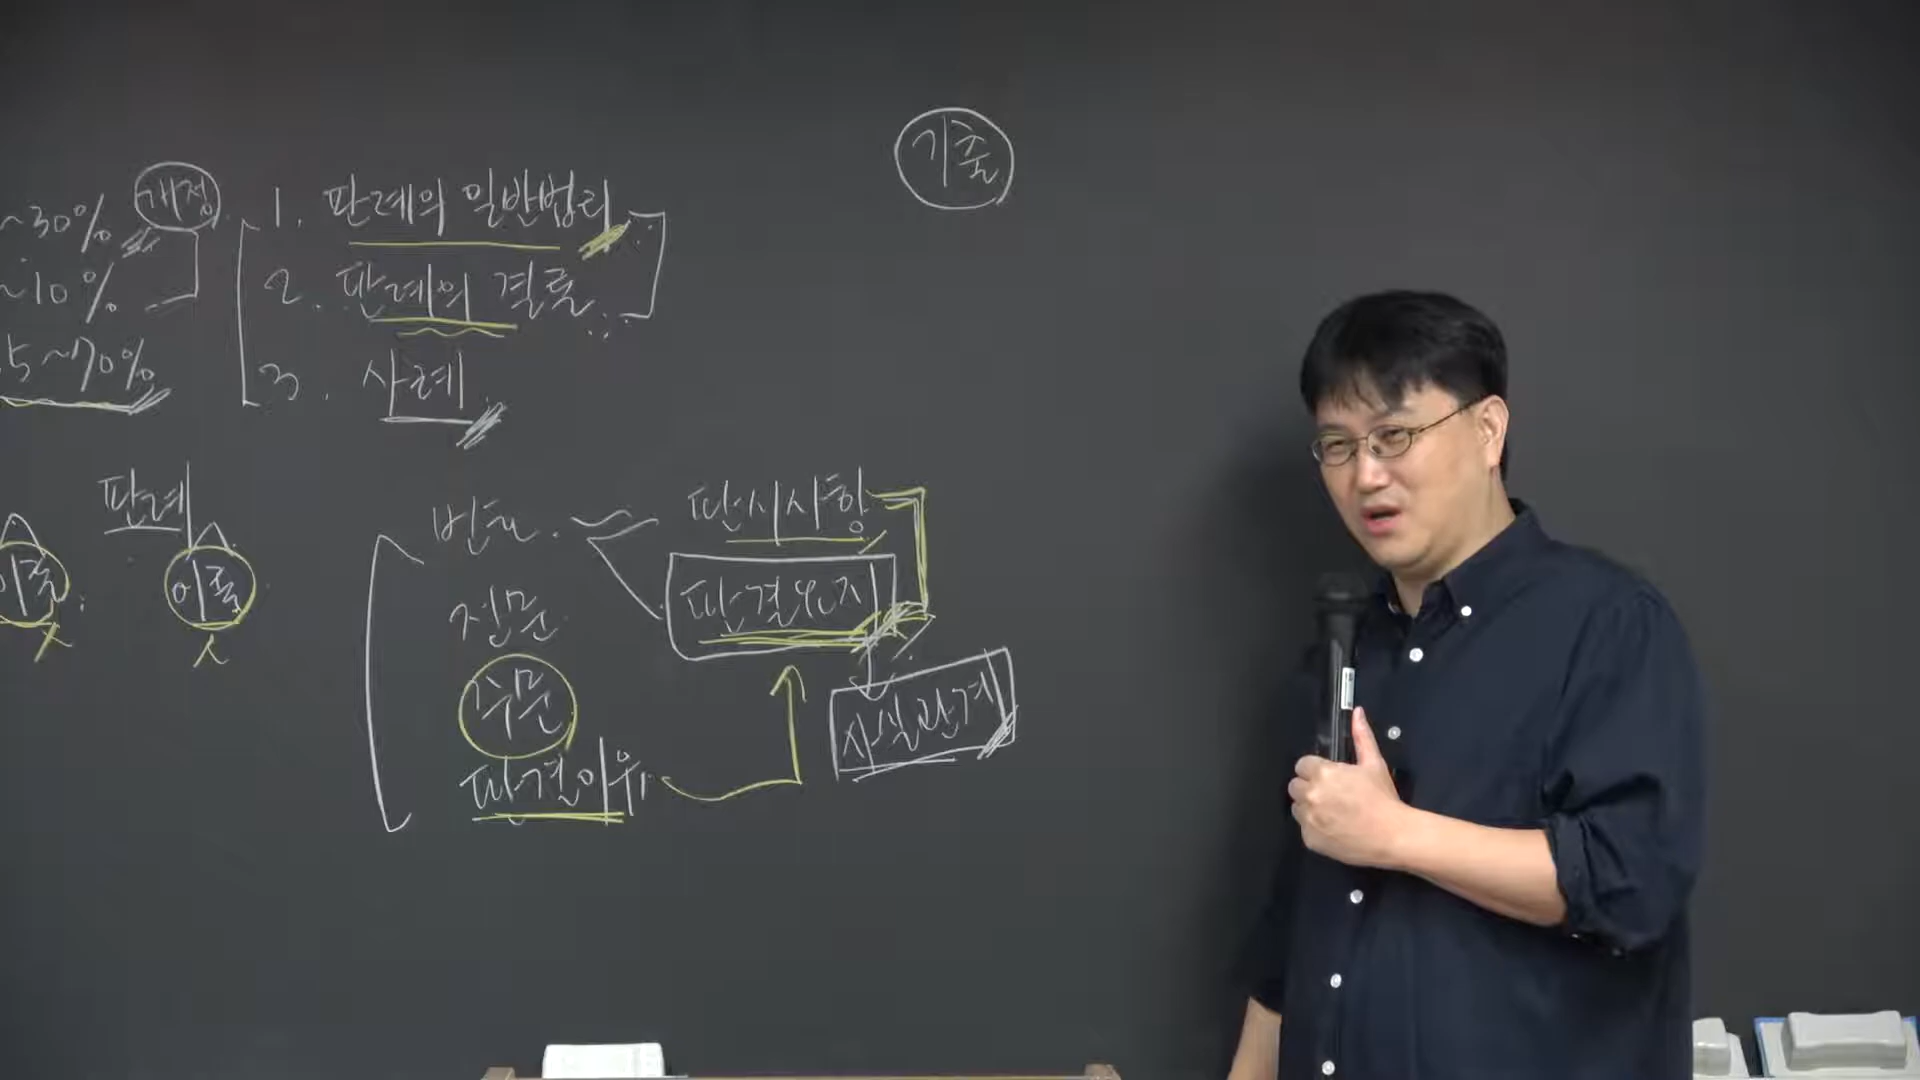 기출
~30% 개정
~10%
5~70%
1. 판례의 일반법리
2. 판례의 결론
3. 사례
판례
이론
이론
번호.
전문
주문
판결이유
판시사항
판결요지
사실관계